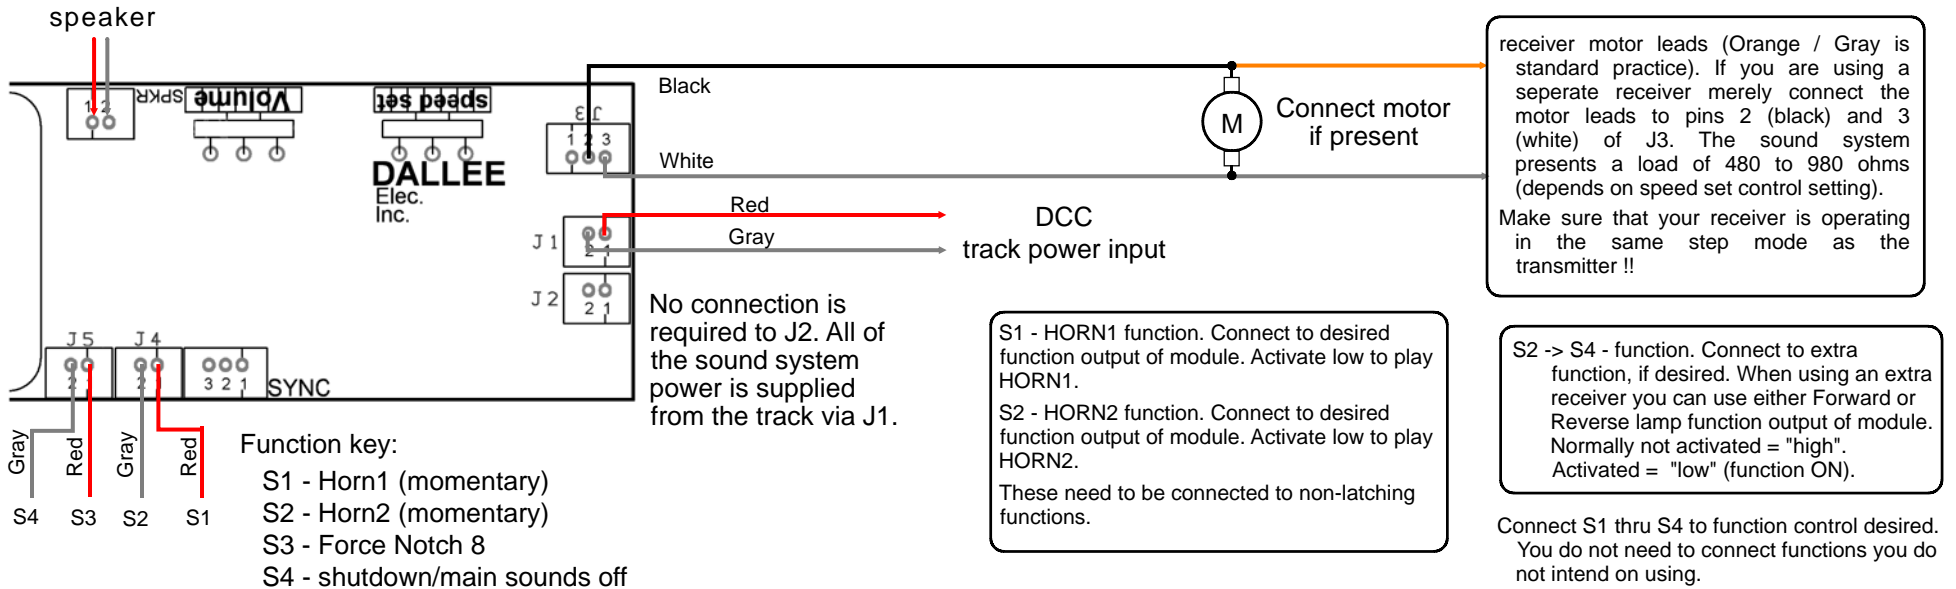 speaker
1 2
SPKR
Volume
speed set
DALLEE
Elec.
Inc.
J3
1 2 3
Black
White
M
Connect motor
if present
Red
Gray
DCC
track power input
J 1
2 1
J 2
2 1
No connection is
required to J2. All of
the sound system
power is supplied
from the track via J1.
J 5
2 1
J 4
2 1
3 2 1
SYNC
Gray
Red
Gray
Red
S4
S3
S2
S1
Function key:
S1 - Horn1 (momentary)
S2 - Horn2 (momentary)
S3 - Force Notch 8
S4 - shutdown/main sounds off
receiver motor leads (Orange / Gray is
standard practice). If you are using a
seperate receiver merely connect the
motor leads to pins 2 (black) and 3
(white) of J3. The sound system
presents a load of 480 to 980 ohms
(depends on speed set control setting).
Make sure that your receiver is operating
in the same step mode as the
transmitter !!
S1 - HORN1 function. Connect to desired
function output of module. Activate low to play
HORN1.
S2 - HORN2 function. Connect to desired
function output of module. Activate low to play
HORN2.
These need to be connected to non-latching
functions.
S2 -> S4 - function. Connect to extra
function, if desired. When using an extra
receiver you can use either Forward or
Reverse lamp function output of module.
Normally not activated = "high".
Activated = "low" (function ON).
Connect S1 thru S4 to function control desired.
You do not need to connect functions you do
not intend on using.